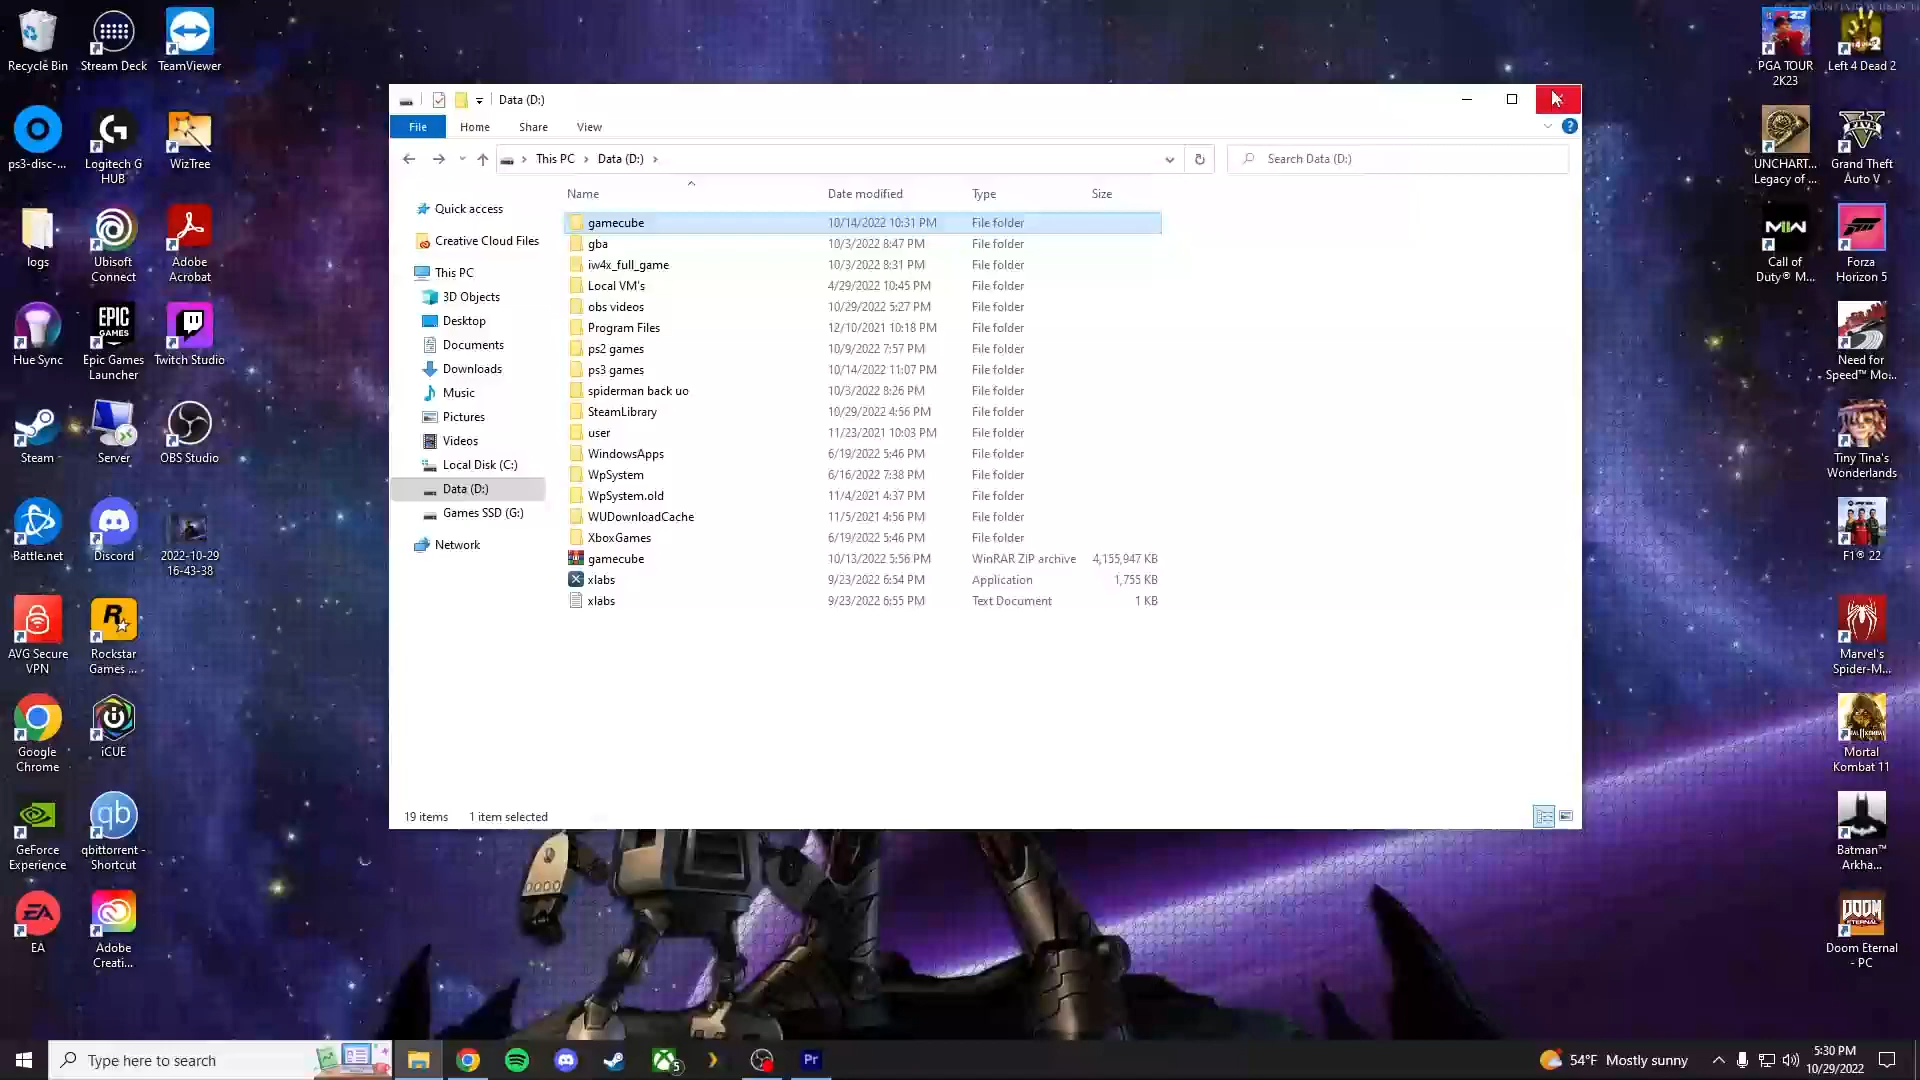 Recycle Bin
Stream Deck
TeamViewer
ps3-disc-...
Logitech G
HUB
WizTree
logs
Ubisoft
Connect
Adobe
Acrobat
Hue Sync
EPIC
GAMES
Epic Games
Launcher
Twitch Studio
Steam
Server
OBS Studio
Battle.net
Discord
2022-10-29
16-43-38
AVG Secure
VPN
Rockstar
Games ...
Google
Chrome
iCUE
GeForce
Experience
qb
qbittorrent -
Shortcut
EA
EA
Adobe
Creati...
Data (D:)
File
Home
Share
View
This PC
Data (D:)
Search Data (D:)
Name
Date modified
Type
Size
Quick access
Creative Cloud Files
This PC
3D Objects
Desktop
Documents
Downloads
Music
Pictures
Videos
Local Disk (C:)
Data (D:)
Games SSD (G:)
Network
gamecube 10/14/2022 10:31 PM File folder
gba 10/3/2022 8:47 PM File folder
iw4x_full_game 10/3/2022 8:31 PM File folder
Local VM's 4/29/2022 10:45 PM File folder
obs videos 10/29/2022 5:27 PM File folder
Program Files 12/10/2021 10:18 PM File folder
ps2 games 10/9/2022 7:57 PM File folder
ps3 games 10/14/2022 11:07 PM File folder
spiderman back uo 10/3/2022 8:26 PM File folder
SteamLibrary 10/29/2022 4:56 PM File folder
user 11/23/2021 10:03 PM File folder
WindowsApps 6/19/2022 5:46 PM File folder
WpSystem 6/16/2022 7:38 PM File folder
WpSystem.old 11/4/2021 4:37 PM File folder
WUDownloadCache 11/5/2021 4:56 PM File folder
XboxGames 6/19/2022 5:46 PM File folder
gamecube 10/13/2022 5:56 PM WinRAR ZIP archive 4,155,947 KB
xlabs 9/23/2022 6:54 PM Application 1,755 KB
xlabs 9/23/2022 6:55 PM Text Document 1 KB
19 items 1 item selected
PGA TOUR
2K23
Left 4 Dead 2
UNCHART...
Legacy of ...
Grand Theft
Auto V
Call of
Duty® M...
Forza
Horizon 5
Need for
Speed™ Mo...
Tiny Tina's
Wonderlands
F1® 22
Marvel's
Spider-M...
Mortal
Kombat 11
Batman™
Arkha...
DOOM
ETERNAL
Doom Eternal
- PC
Type here to search
5
Pr
54°F Mostly sunny
5:30 PM
10/29/2022